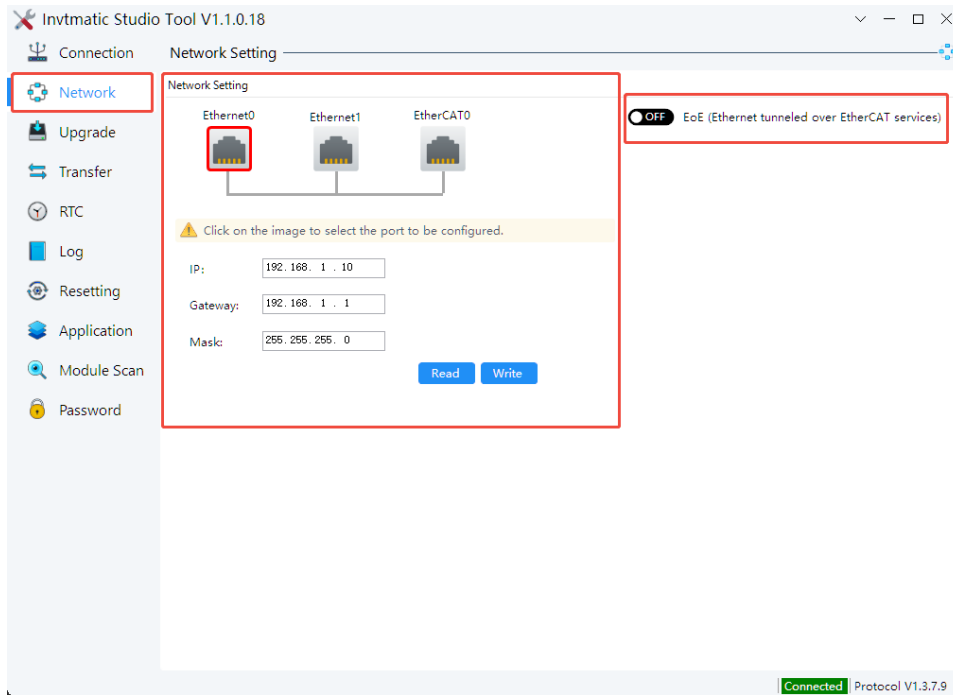 Invtmatic Studio Tool V1.1.0.18
Connection
Network
Upgrade
Transfer
RTC
Log
Resetting
Application
Module Scan
Password
Network Setting
Network Setting
Ethernet0 Ethernet1 EtherCAT0
Click on the image to select the port to be configured.
IP: 192.168. 1 . 10
Gateway: 192.168. 1 . 1
Mask: 255.255.255. 0
Read Write
OFF EoE (Ethernet tunneled over EtherCAT services)
Connected Protocol V1.3.7.9